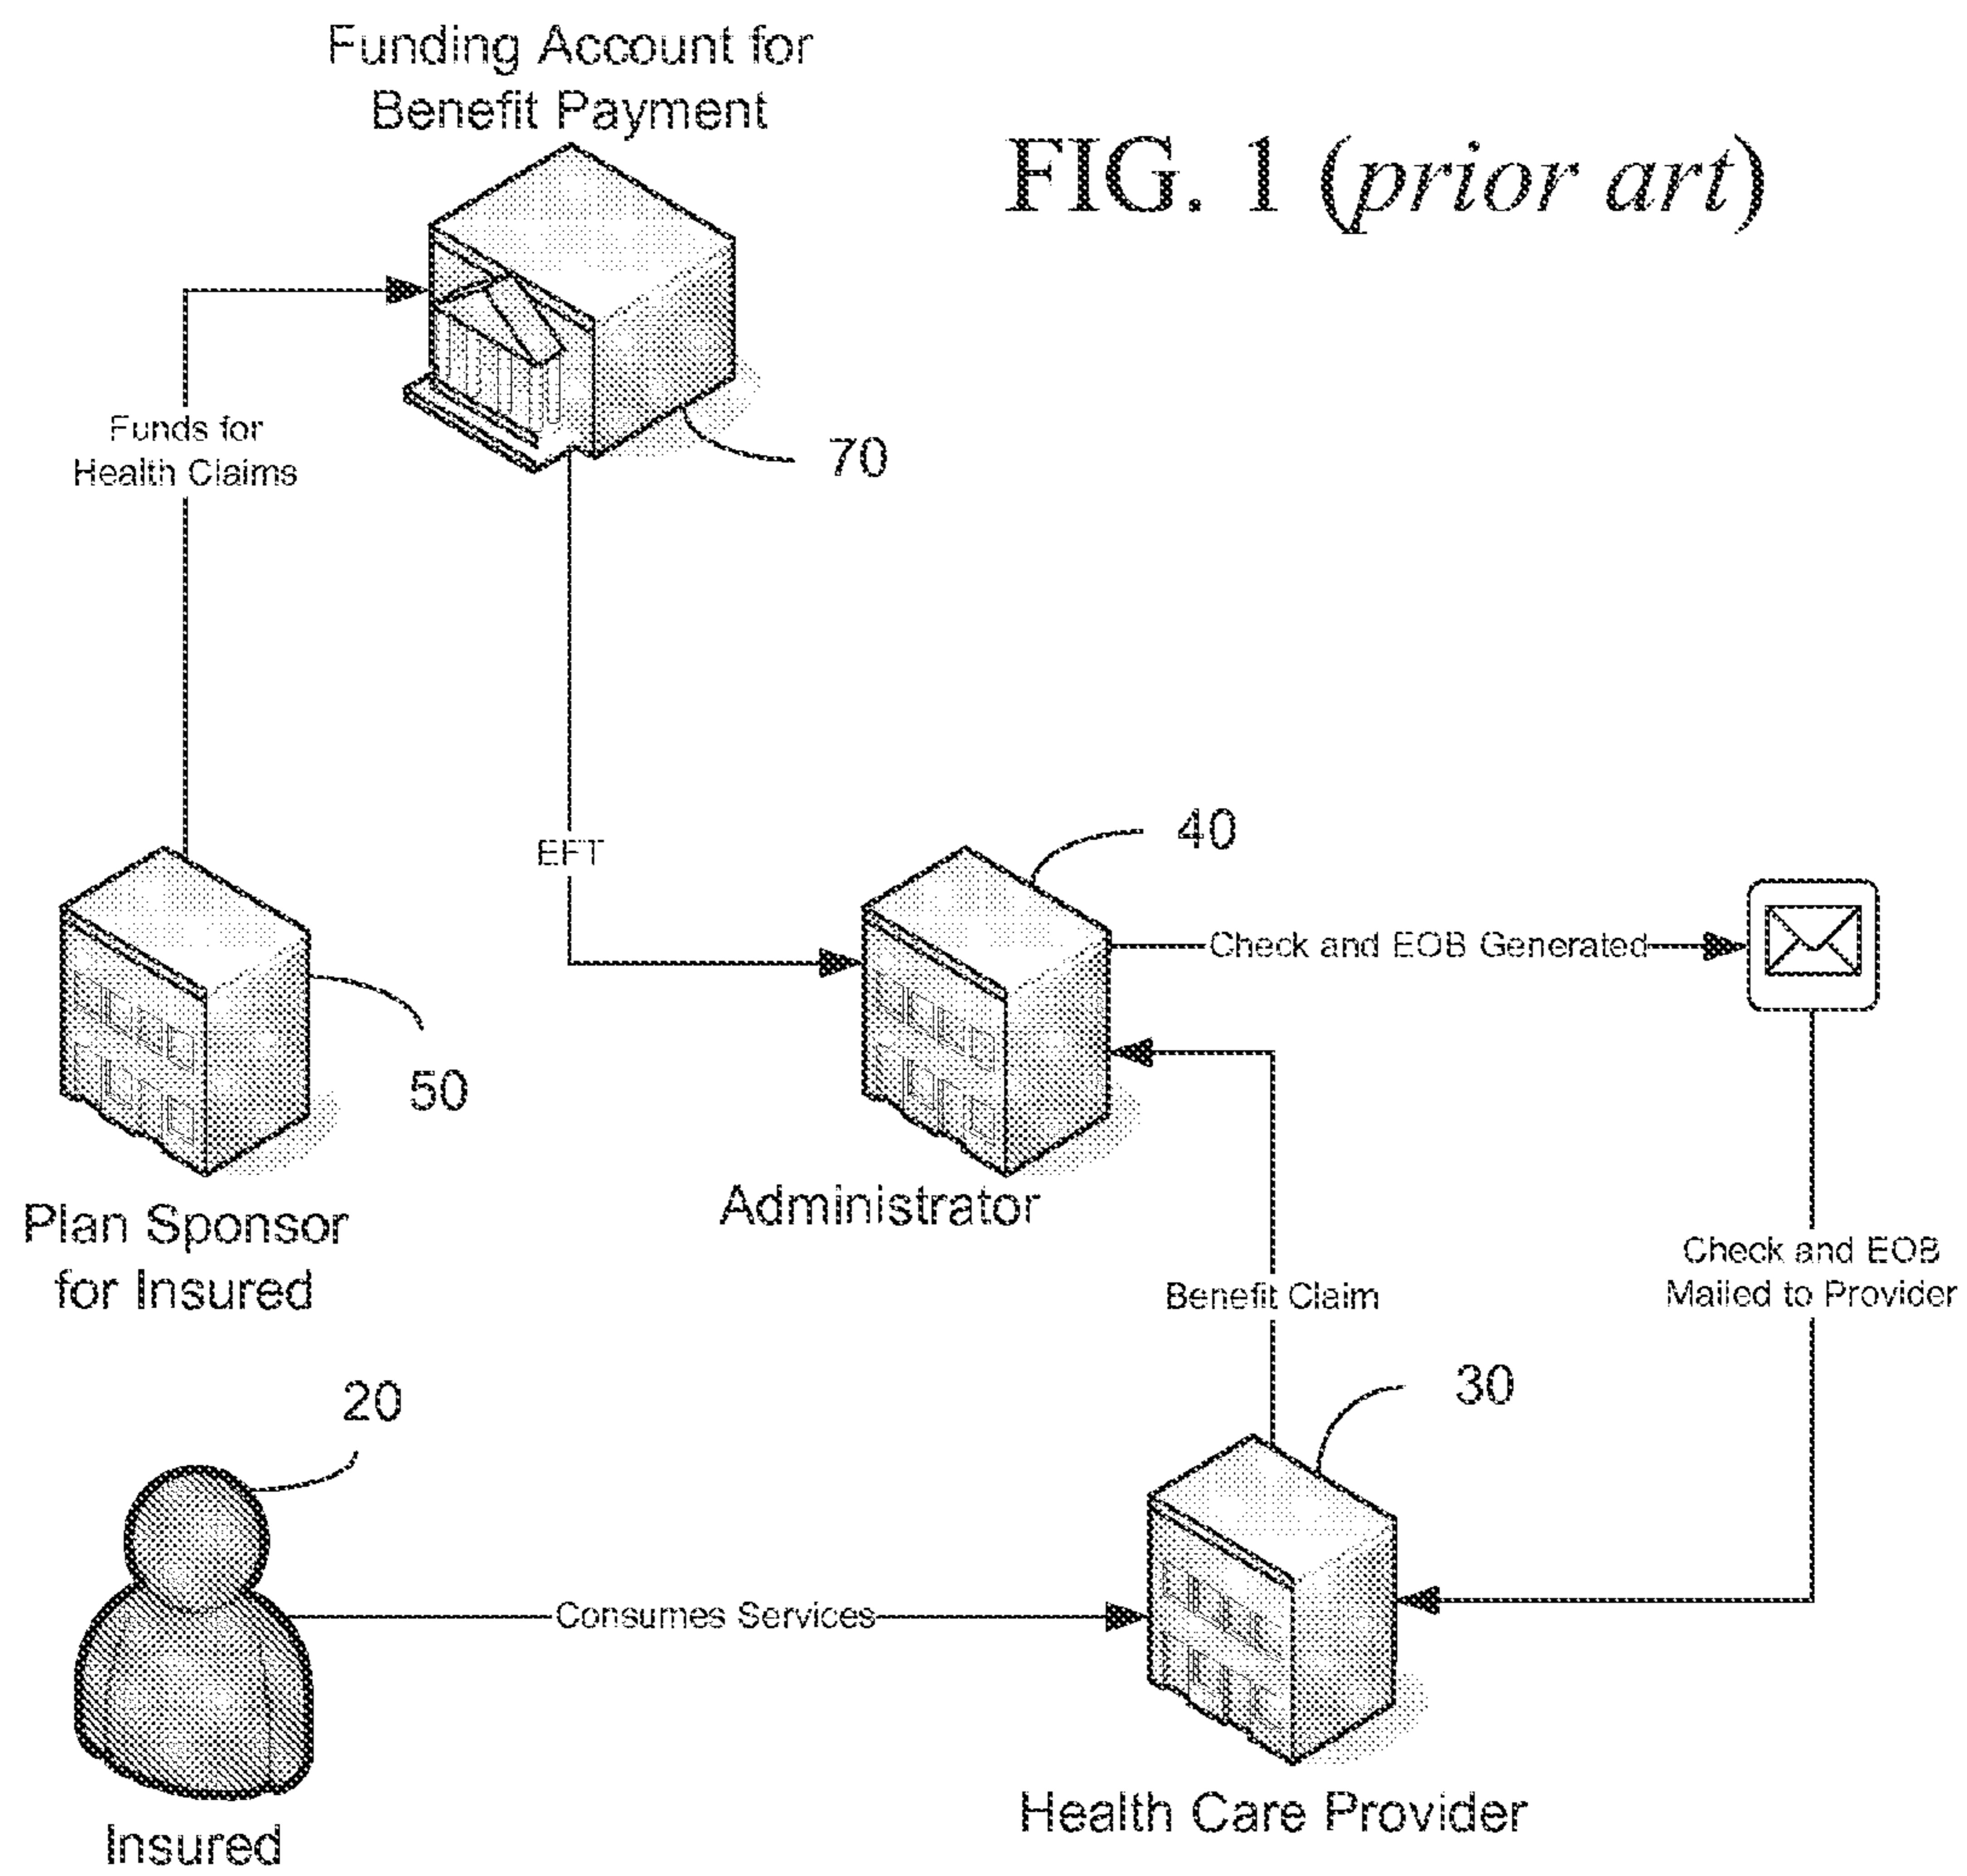 Funding Account for
Benefit Payment
FIG. 1 (prior art)
Funds for
Health Claims
70
EFT
40
Check and EOB Generated
50
Plan Sponsor
for Insured
Administrator
Benefit Claim
Check and EOB
Mailed to Provider
20
30
Consumes Services
Health Care Provider
Insured